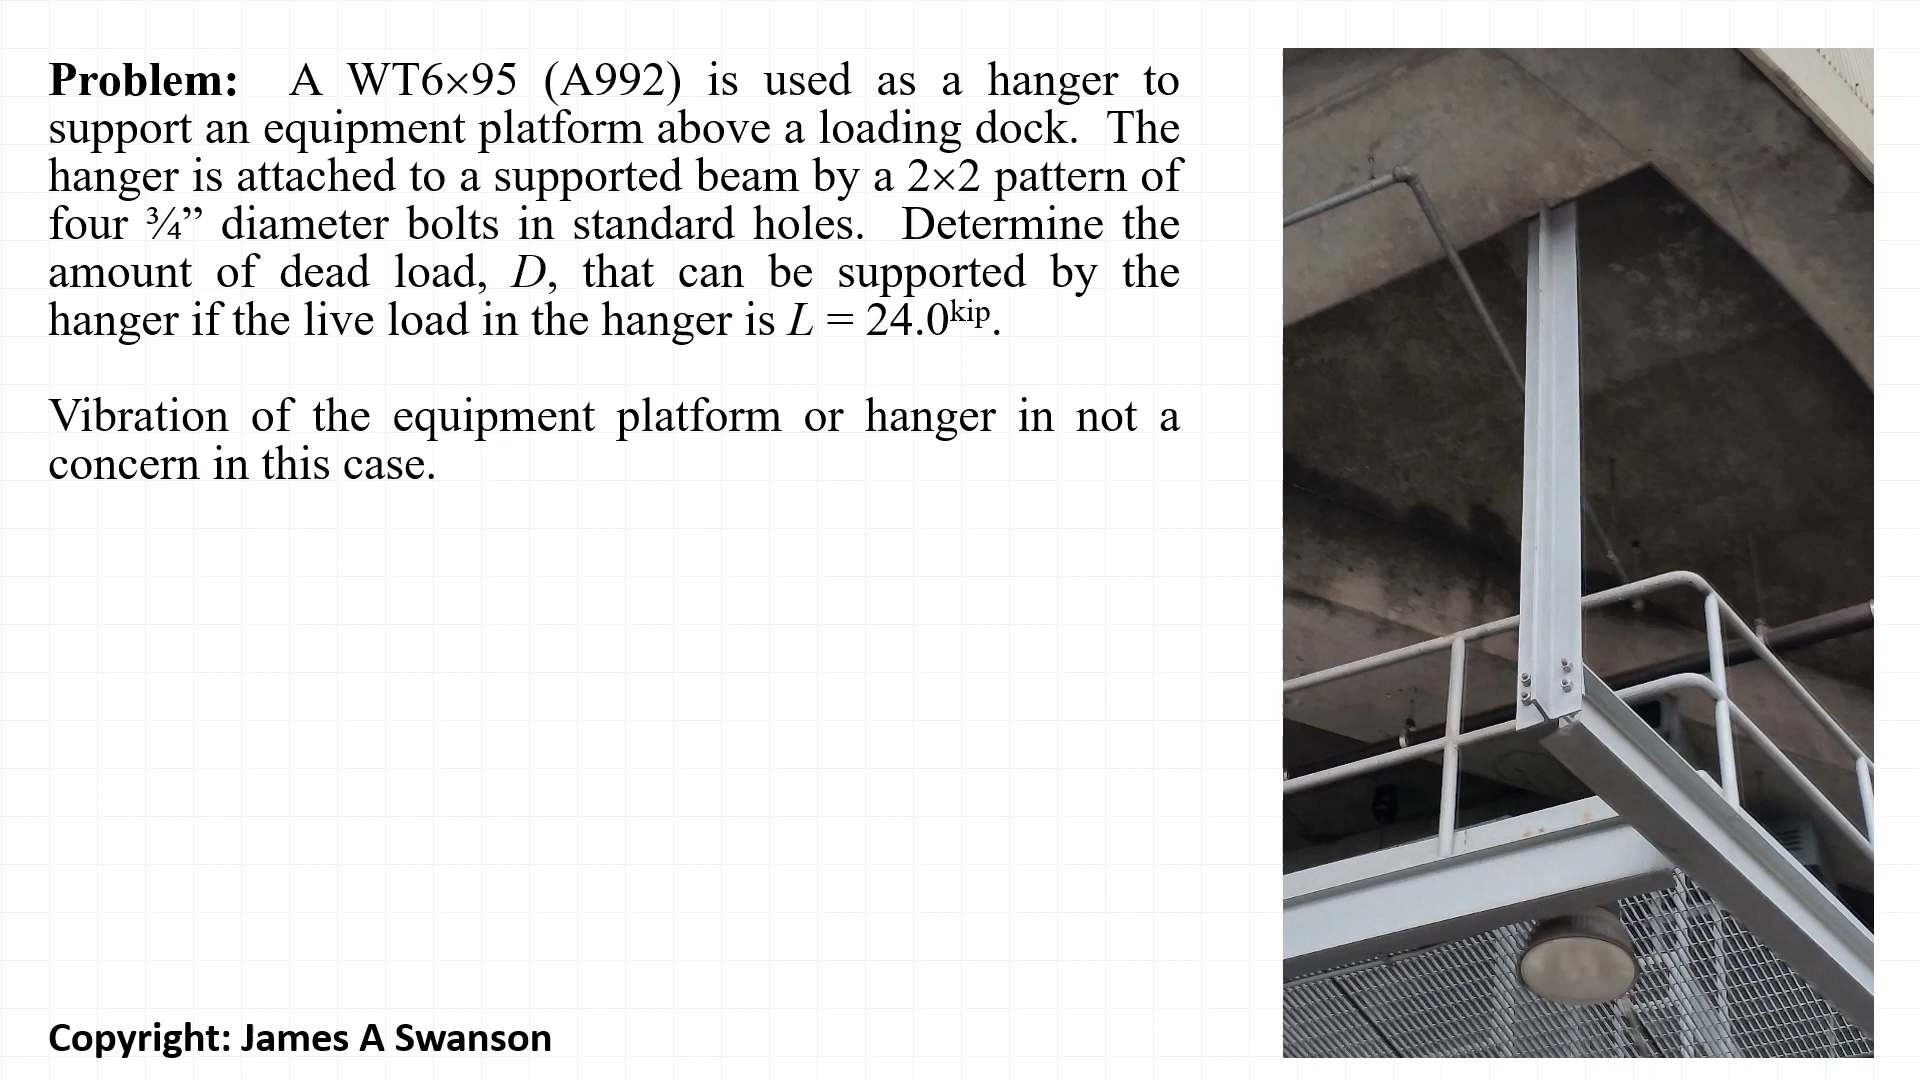 Problem: A WT6×95 (A992) is used as a hanger to
support an equipment platform above a loading dock. The
hanger is attached to a supported beam by a 2×2 pattern of
four ¾” diameter bolts in standard holes. Determine the
amount of dead load, D, that can be supported by the
hanger if the live load in the hanger is L = 24.0kip.
Vibration of the equipment platform or hanger in not a
concern in this case.
Copyright: James A Swanson